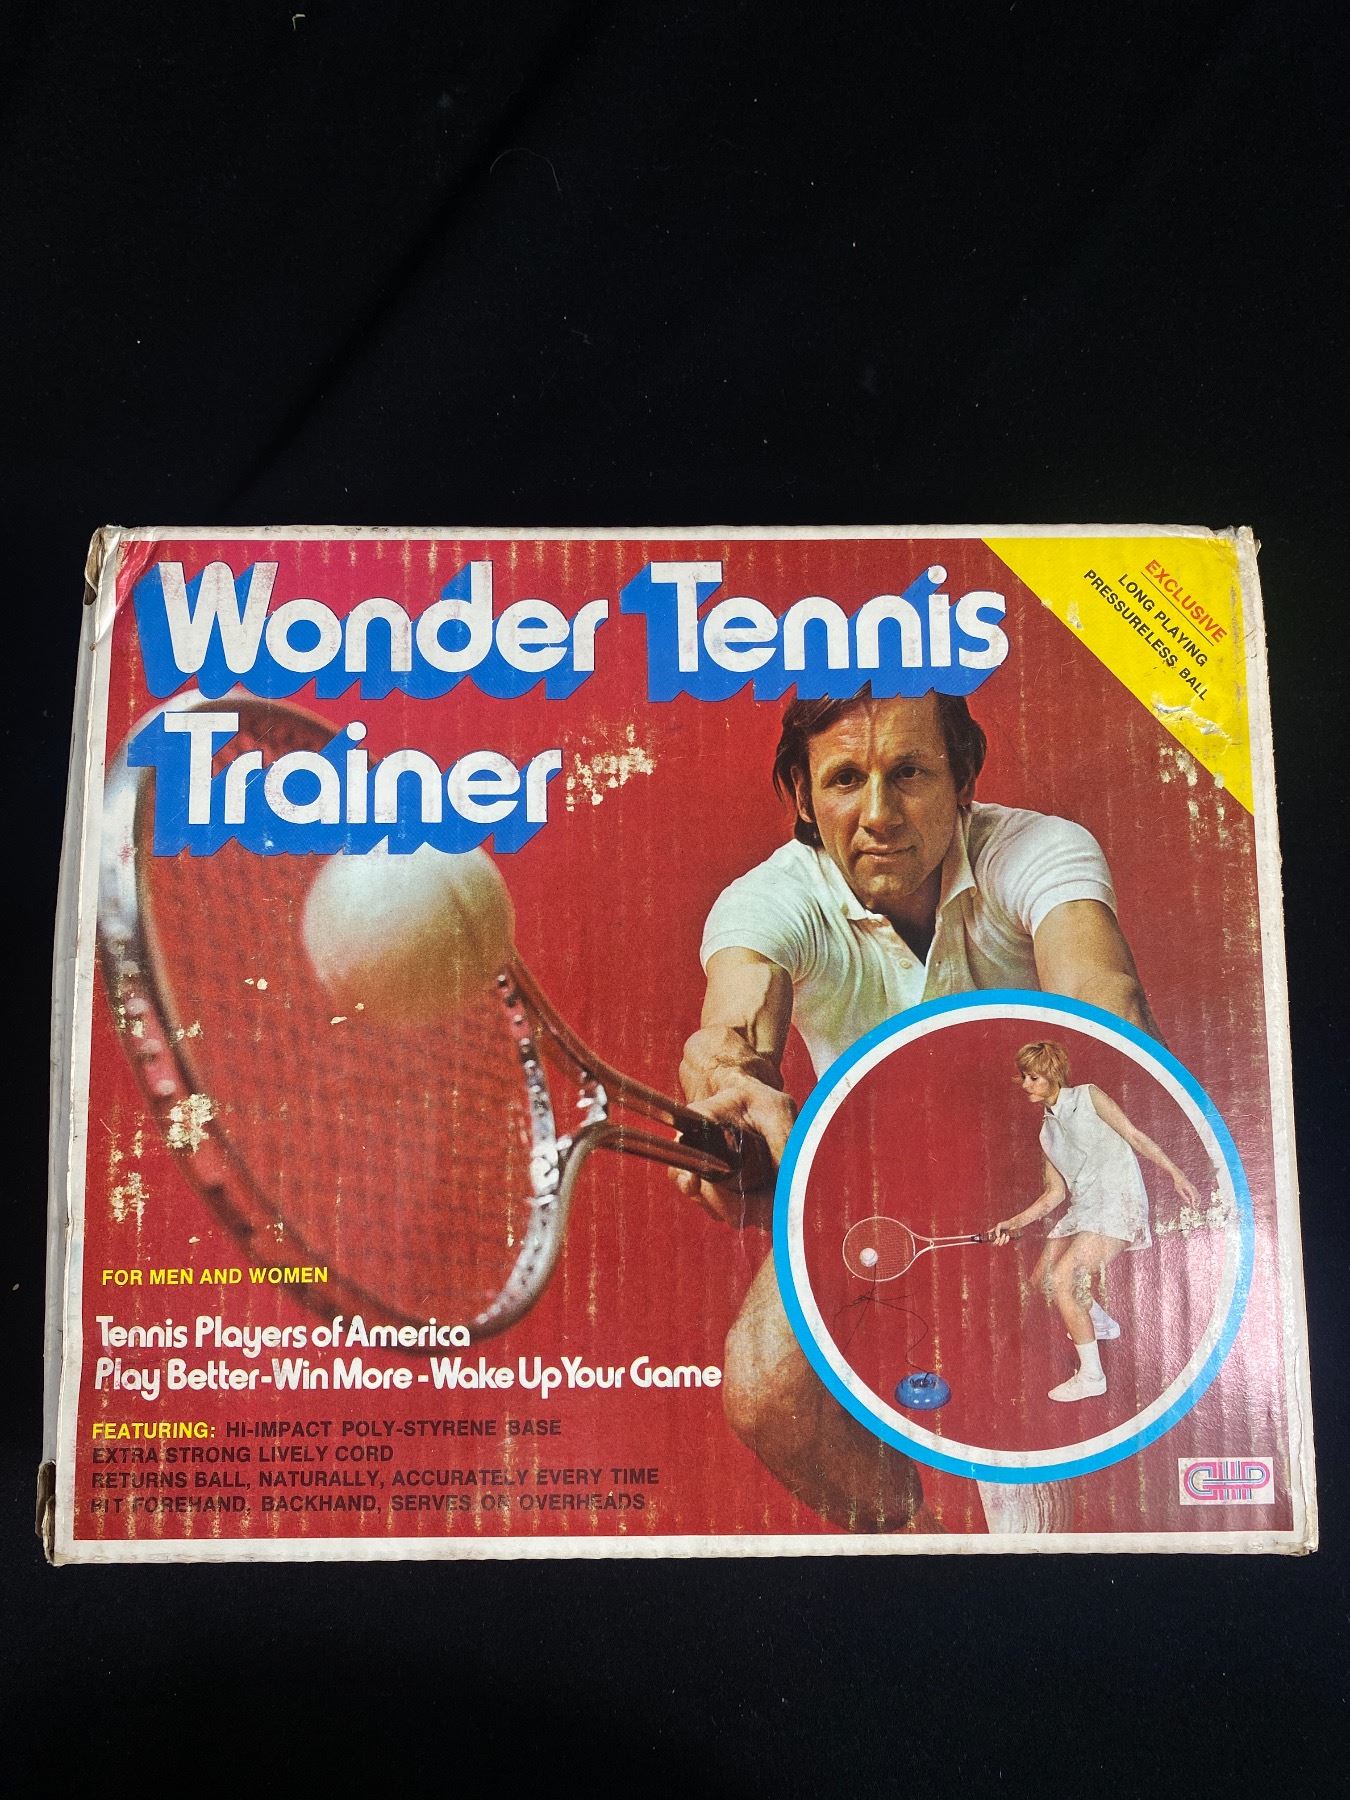 Wonder Tennis
Trainer
EXCLUSIVE
LONG PLAYING
PRESSURELESS BALL
FOR MEN AND WOMEN
Tennis Players of America
Play Better-Win More-Wake Up Your Game
FEATURING: HI-IMPACT POLY-STYRENE BASE
EXTRA STRONG LIVELY CORD
RETURNS BALL, NATURALLY, ACCURATELY EVERY TIME
HIT FOREHAND, BACKHAND, SERVES OR OVERHEADS